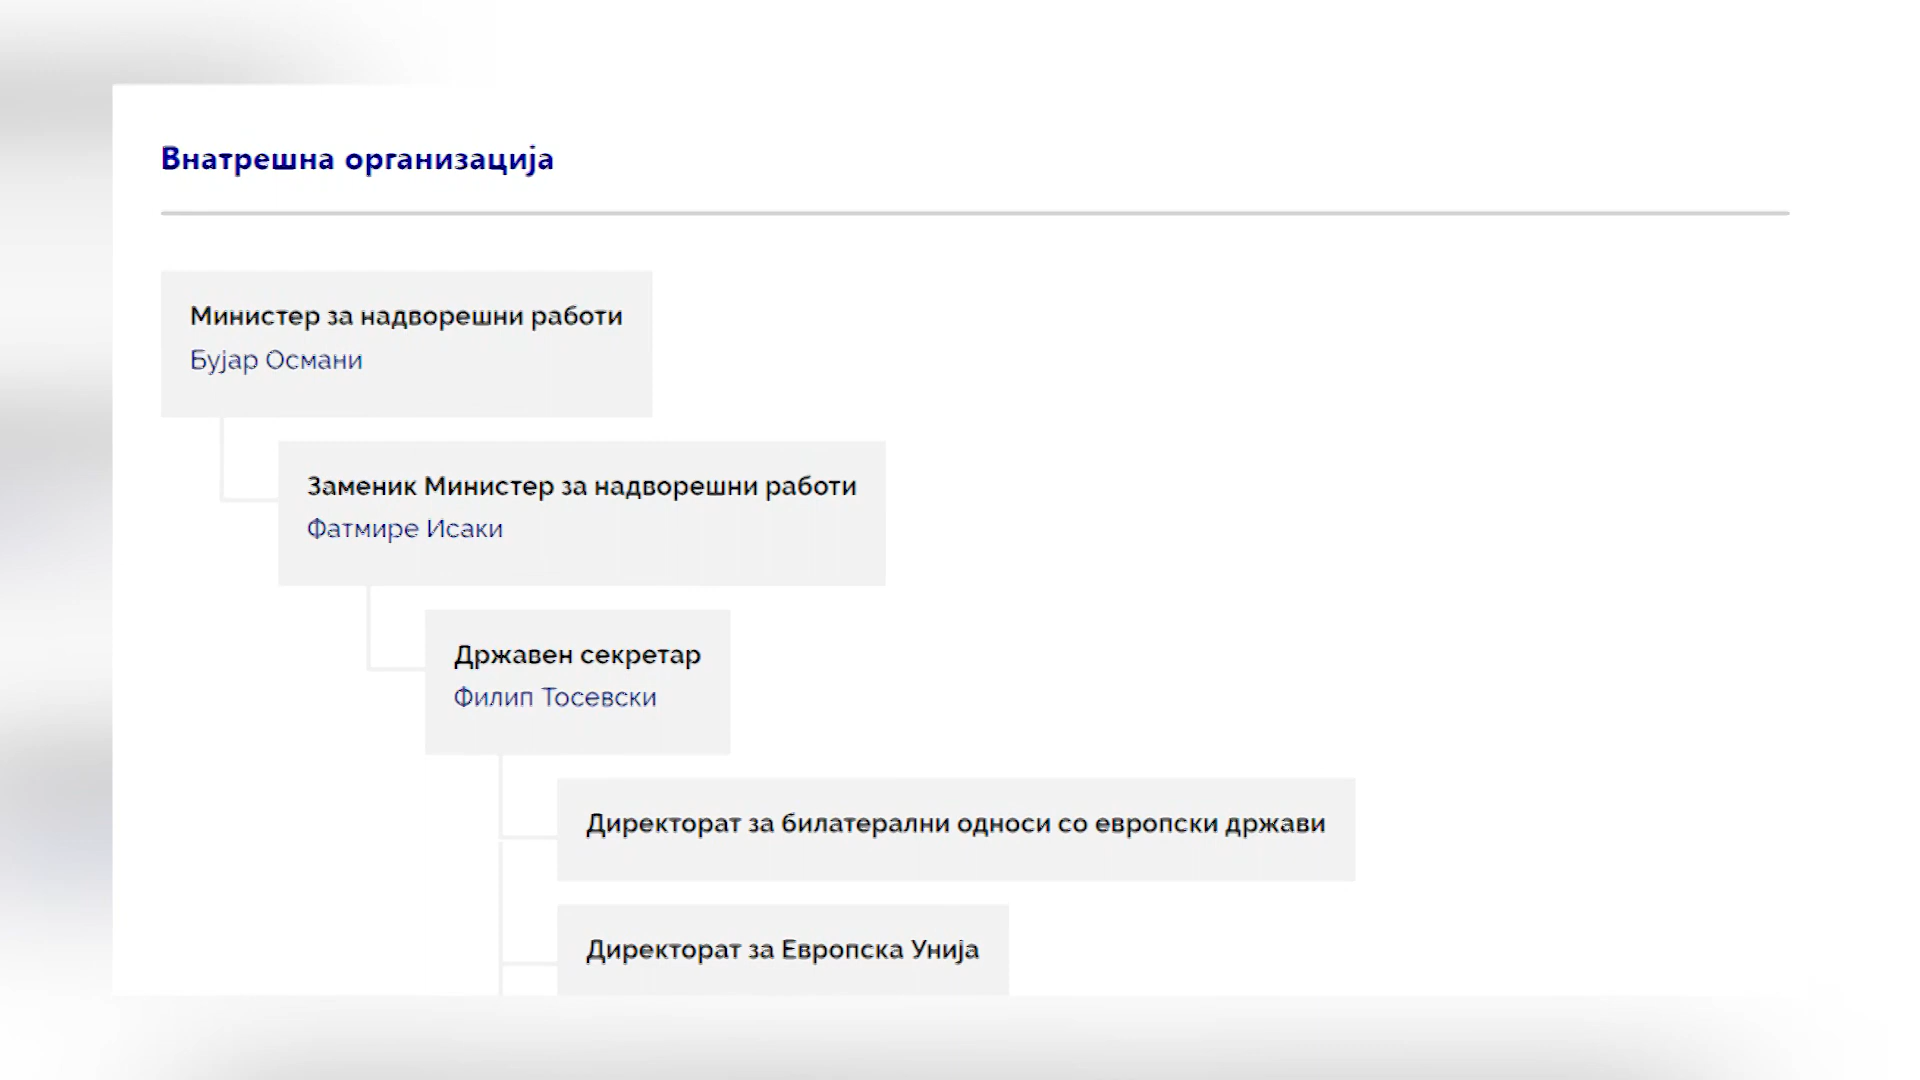 Внатрешна организација
Министер за надворешни работи
Бујар Османи
Заменик Министер за надворешни работи
Фатмире Исаки
Државен секретар
Филип Тосевски
Директорат за билатерални односи со европски држави
Директорат за Европска Унија